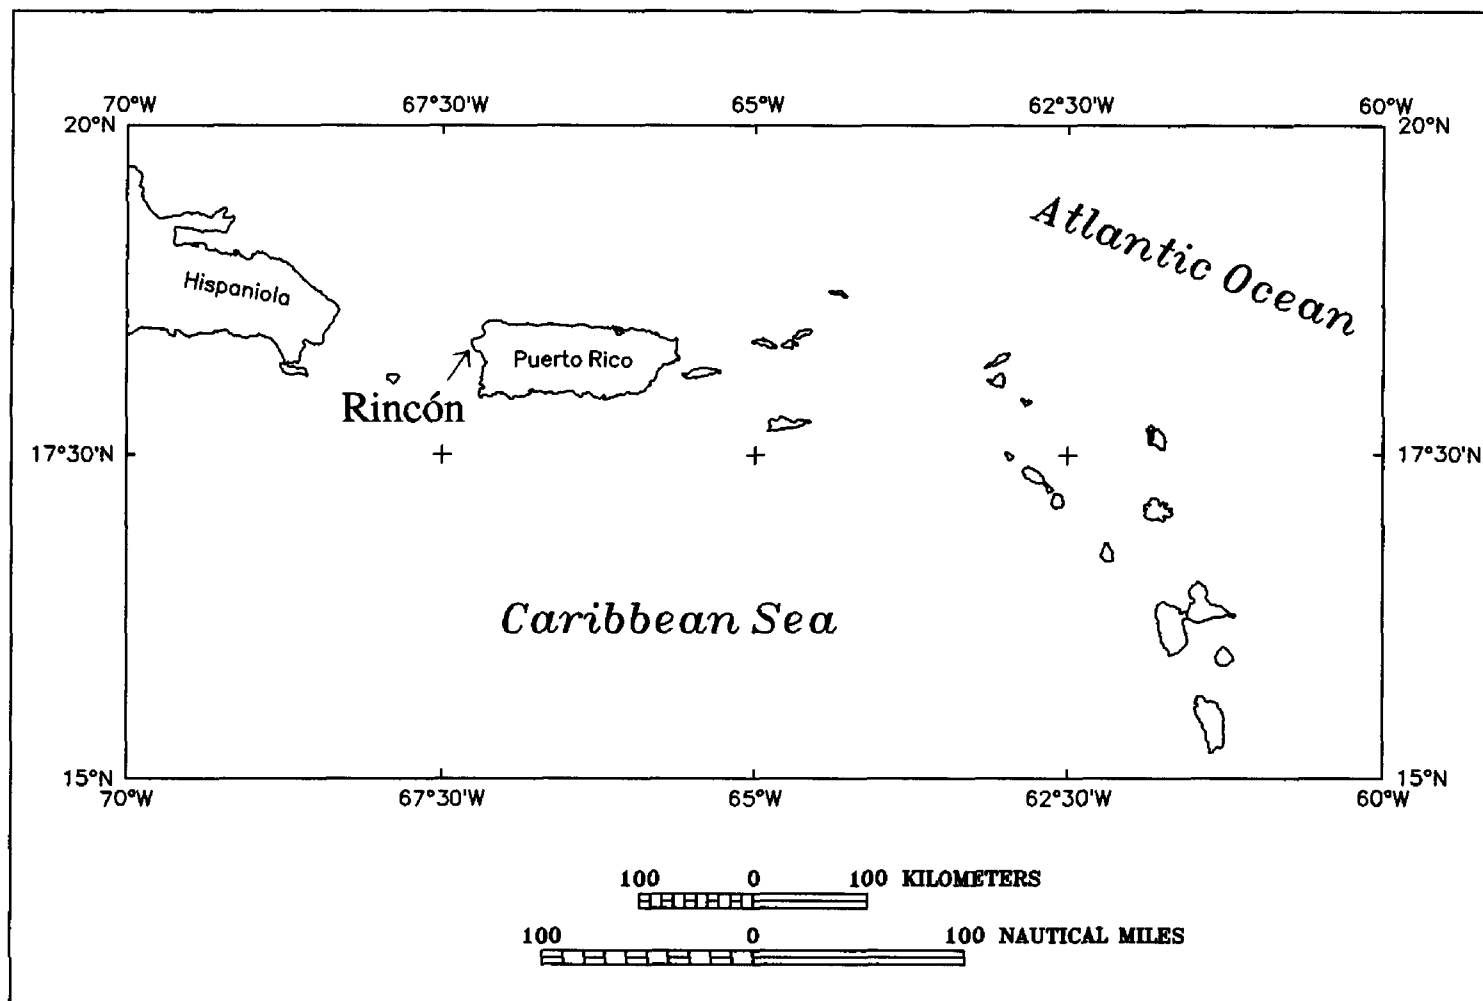 70°W 67°30'W 65°W 62°30'W 60°W
20°N 20°N
Atlantic Ocean
Hispaniola
Puerto Rico
Rincón
17°30'N 17°30'N
Caribbean Sea
15°N 15°N
70°W 67°30'W 65°W 62°30'W 60°W
100 0 100 KILOMETERS
100 0 100 NAUTICAL MILES